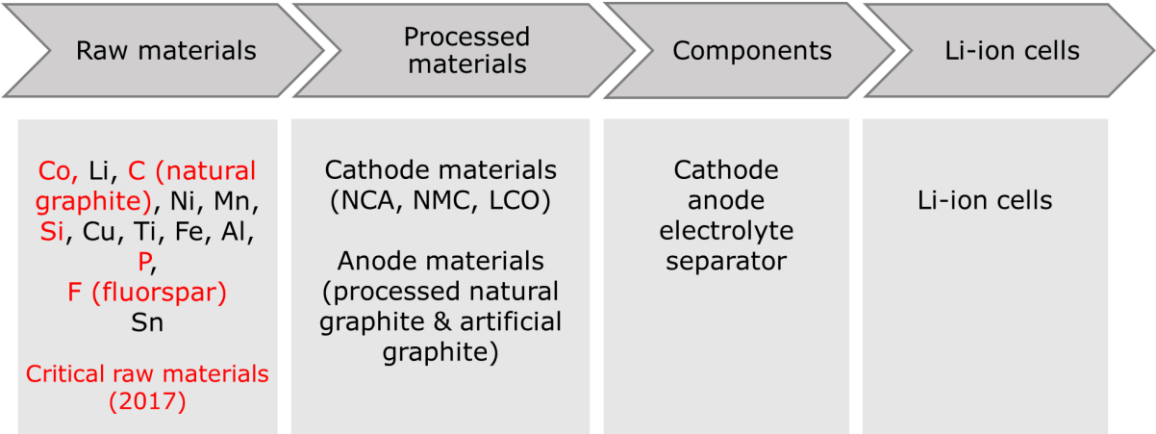 Raw materials
Processed
materials
Components
Li-ion cells
Co, Li, C (natural
graphite), Ni, Mn,
Si, Cu, Ti, Fe, Al,
P,
F (fluorspar)
Sn
Critical raw materials
(2017)
Cathode materials
(NCA, NMC, LCO)
Anode materials
(processed natural
graphite & artificial
graphite)
Cathode
anode
electrolyte
separator
Li-ion cells